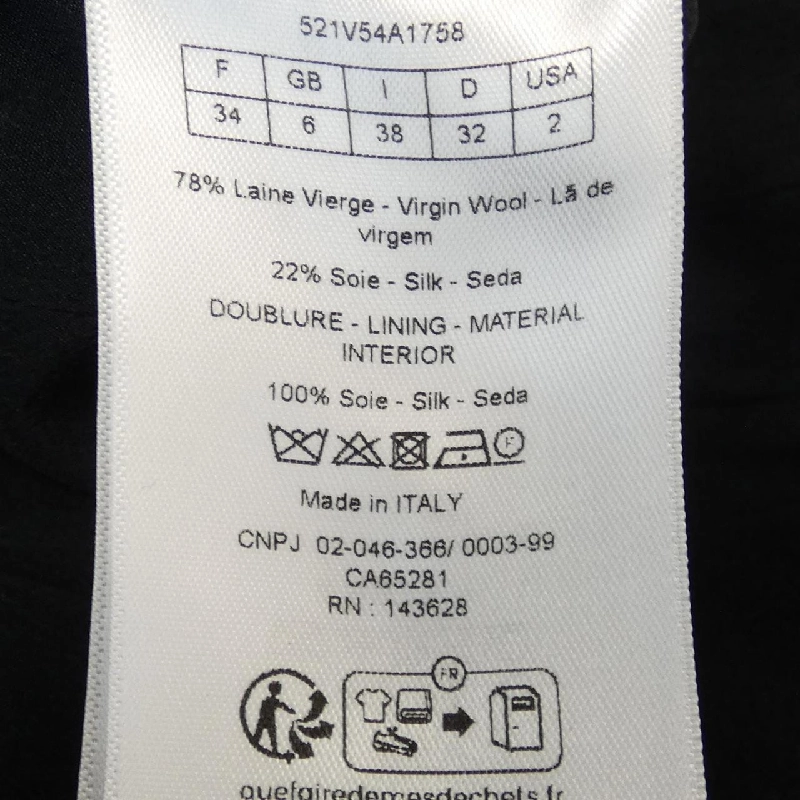 521V54A1758
F GB I D USA
34 6 38 32 2
78% Laine Vierge - Virgin Wool - Lã de
virgem
22% Soie - Silk - Seda
DOUBLURE - LINING - MATERIAL
INTERIOR
100% Soie - Silk - Seda
F
Made in ITALY
CNPJ 02-046-366/ 0003-99
CA65281
RN : 143628
FR
quefairedemesdechets.fr